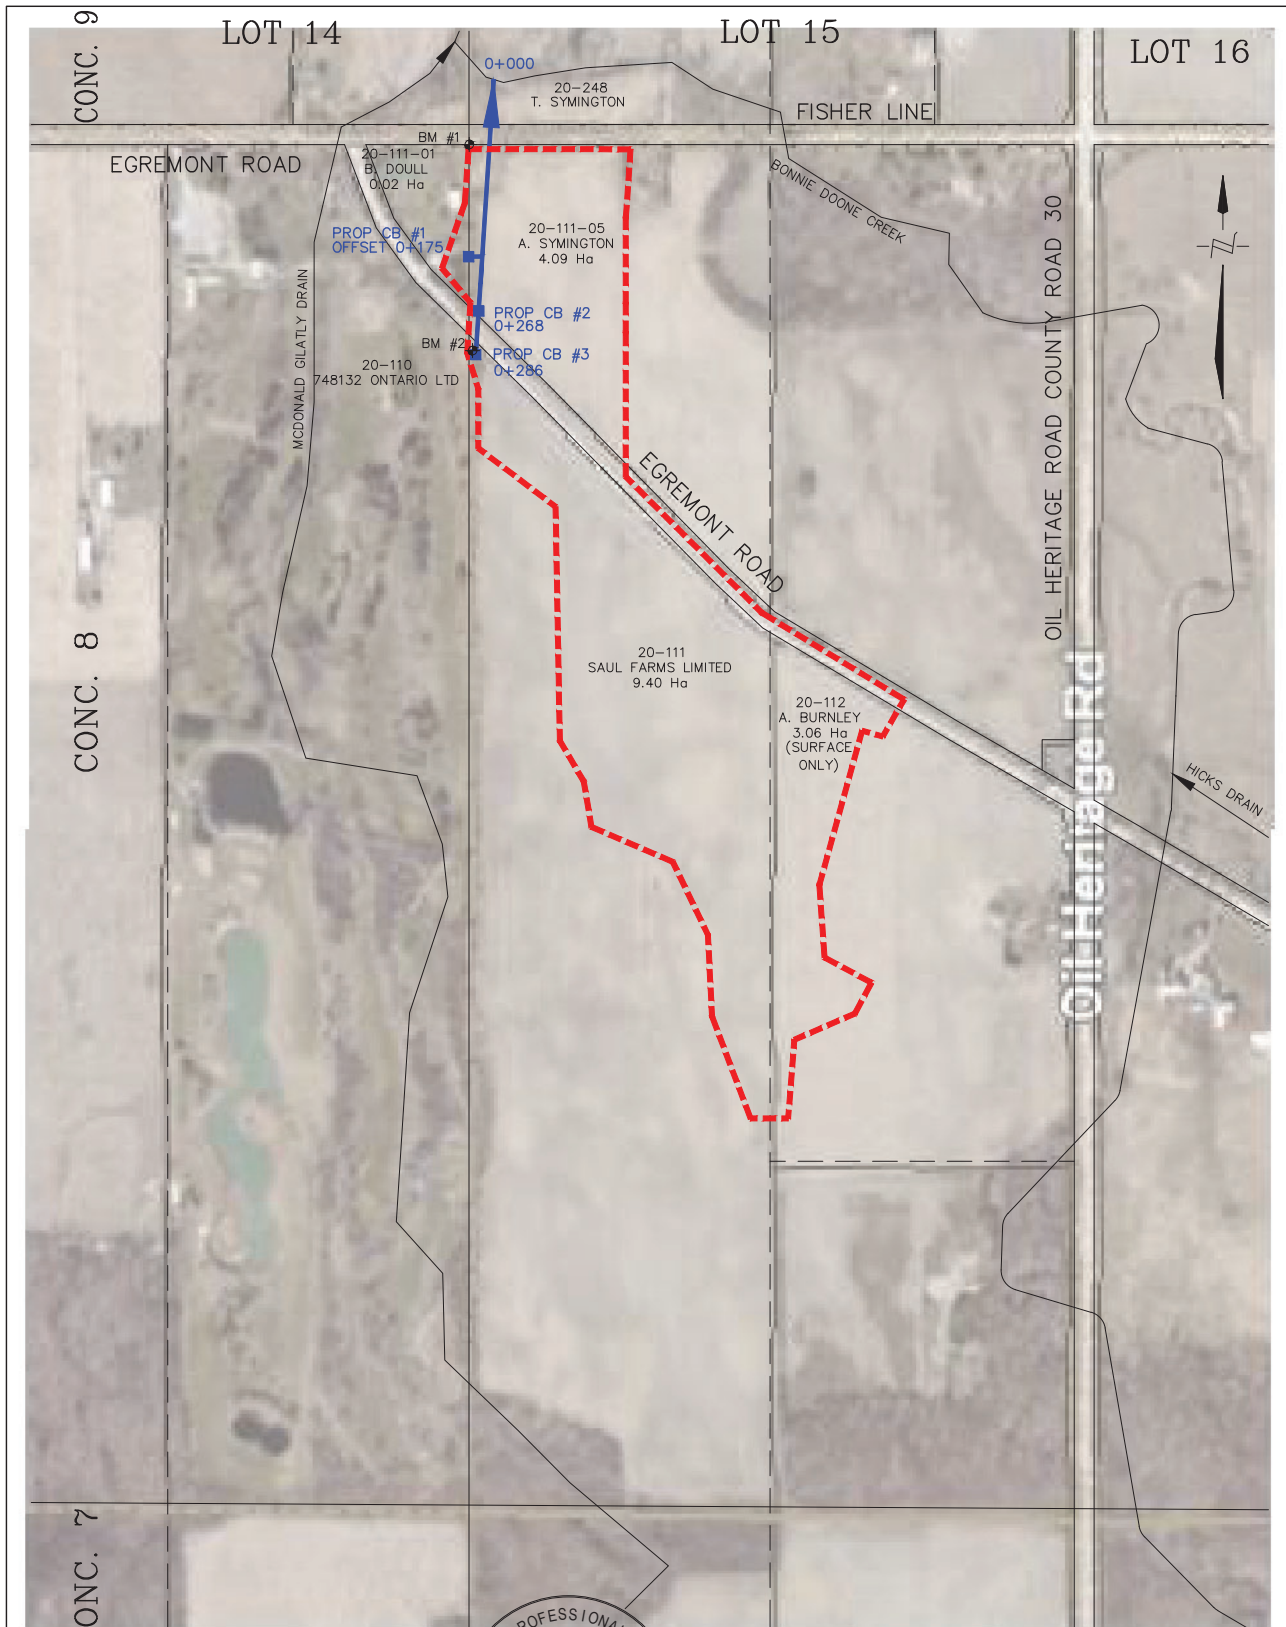 CONC. 9
LOT 14
LOT 15
LOT 16
0+000
20-248
T. SYMINGTON
FISHER LINE
BM #1
EGREMONT ROAD
20-111-01
B. DOULL
0.02 Ha
BONNIE DOONE CREEK
PROP CB #1
OFFSET 0+175
20-111-05
A. SYMINGTON
4.09 Ha
OIL HERITAGE ROAD COUNTY ROAD 30
N
MCDONALD GILATLY DRAIN
PROP CB #2
0+268
BM #2
PROP CB #3
0+286
20-110
748132 ONTARIO LTD
EGREMONT ROAD
CONC. 8
20-111
SAUL FARMS LIMITED
9.40 Ha
20-112
A. BURNLEY
3.06 Ha
(SURFACE
ONLY)
Oil Heritage Rd
HICKS DRAIN
ONC. 7
OFESSIONA